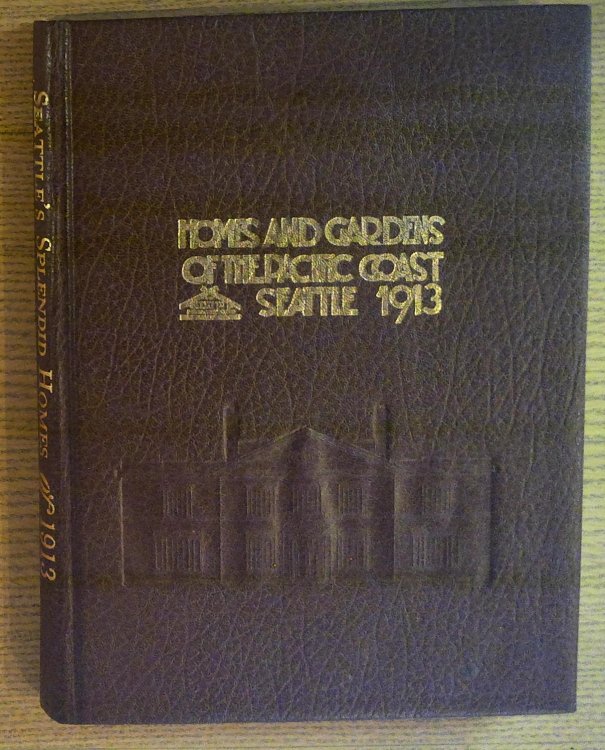 HOMES AND GARDENS
OF THE PACIFIC COAST
SEATTLE 1913
SEATTLE'S SPLENDID HOMES of 1913